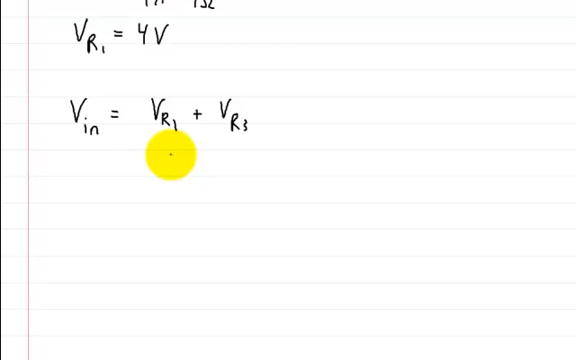 V_R1 = 4V
V_in = V_R1 + V_R3